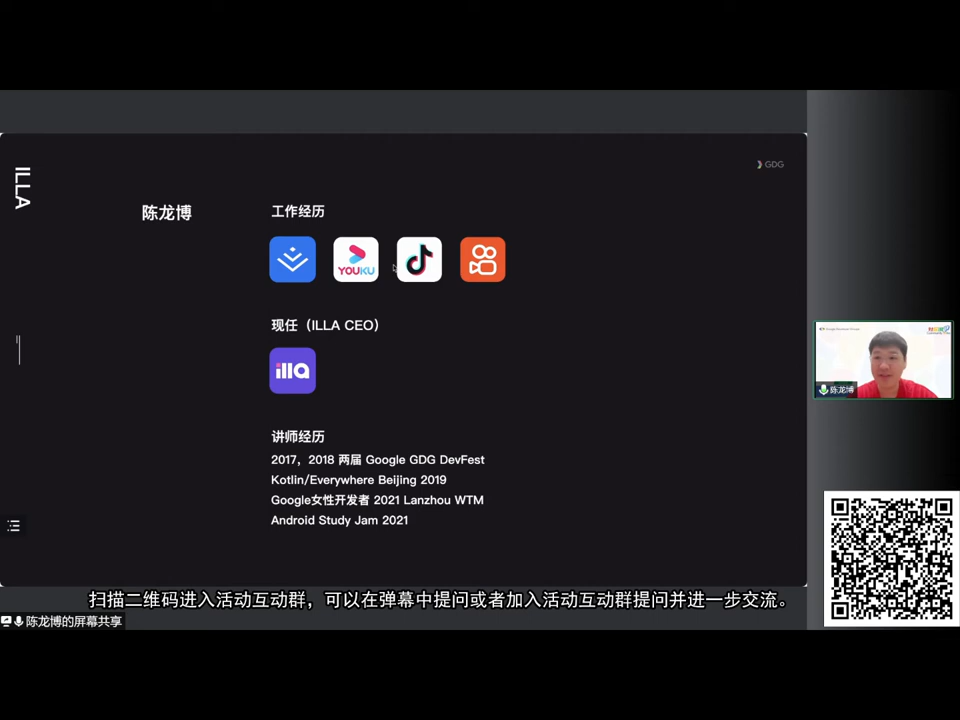 ILLA
GDG
陈龙博
工作经历
YOUKU
现任（ILLA CEO）
illa
讲师经历
2017，2018 两届 Google GDG DevFest
Kotlin/Everywhere Beijing 2019
Google女性开发者 2021 Lanzhou WTM
Android Study Jam 2021
陈龙博
扫描二维码进入活动互动群，可以在弹幕中提问或者加入活动互动群提问并进一步交流。
陈龙博的屏幕共享